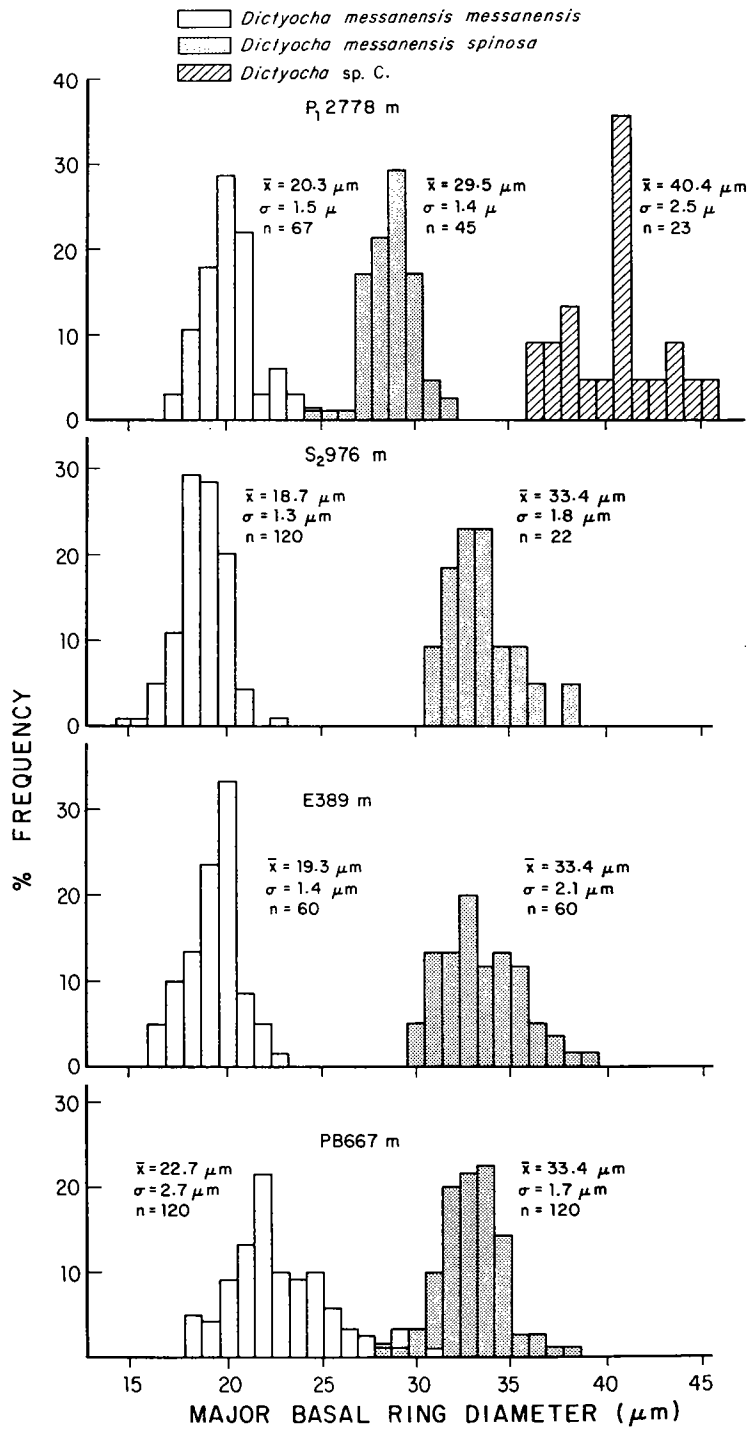 Dictyocha messanensis messanensis
Dictyocha messanensis spinosa
Dictyocha sp. C.
P₁ 2778 m
x̄ = 20.3 μm
σ = 1.5 μ
n = 67
x̄ = 29.5 μm
σ = 1.4 μ
n = 45
x̄ = 40.4 μm
σ = 2.5 μ
n = 23
40
30
20
10
0
S₂976 m
x̄ = 18.7 μm
σ = 1.3 μm
n = 120
x̄ = 33.4 μm
σ = 1.8 μm
n = 22
30
20
10
0
% FREQUENCY
E389 m
x̄ = 19.3 μm
σ = 1.4 μm
n = 60
x̄ = 33.4 μm
σ = 2.1 μm
n = 60
30
20
10
0
PB667 m
x̄ = 22.7 μm
σ = 2.7 μm
n = 120
x̄ = 33.4 μm
σ = 1.7 μm
n = 120
30
20
10
15 20 25 30 35 40 45
MAJOR BASAL RING DIAMETER (μm)